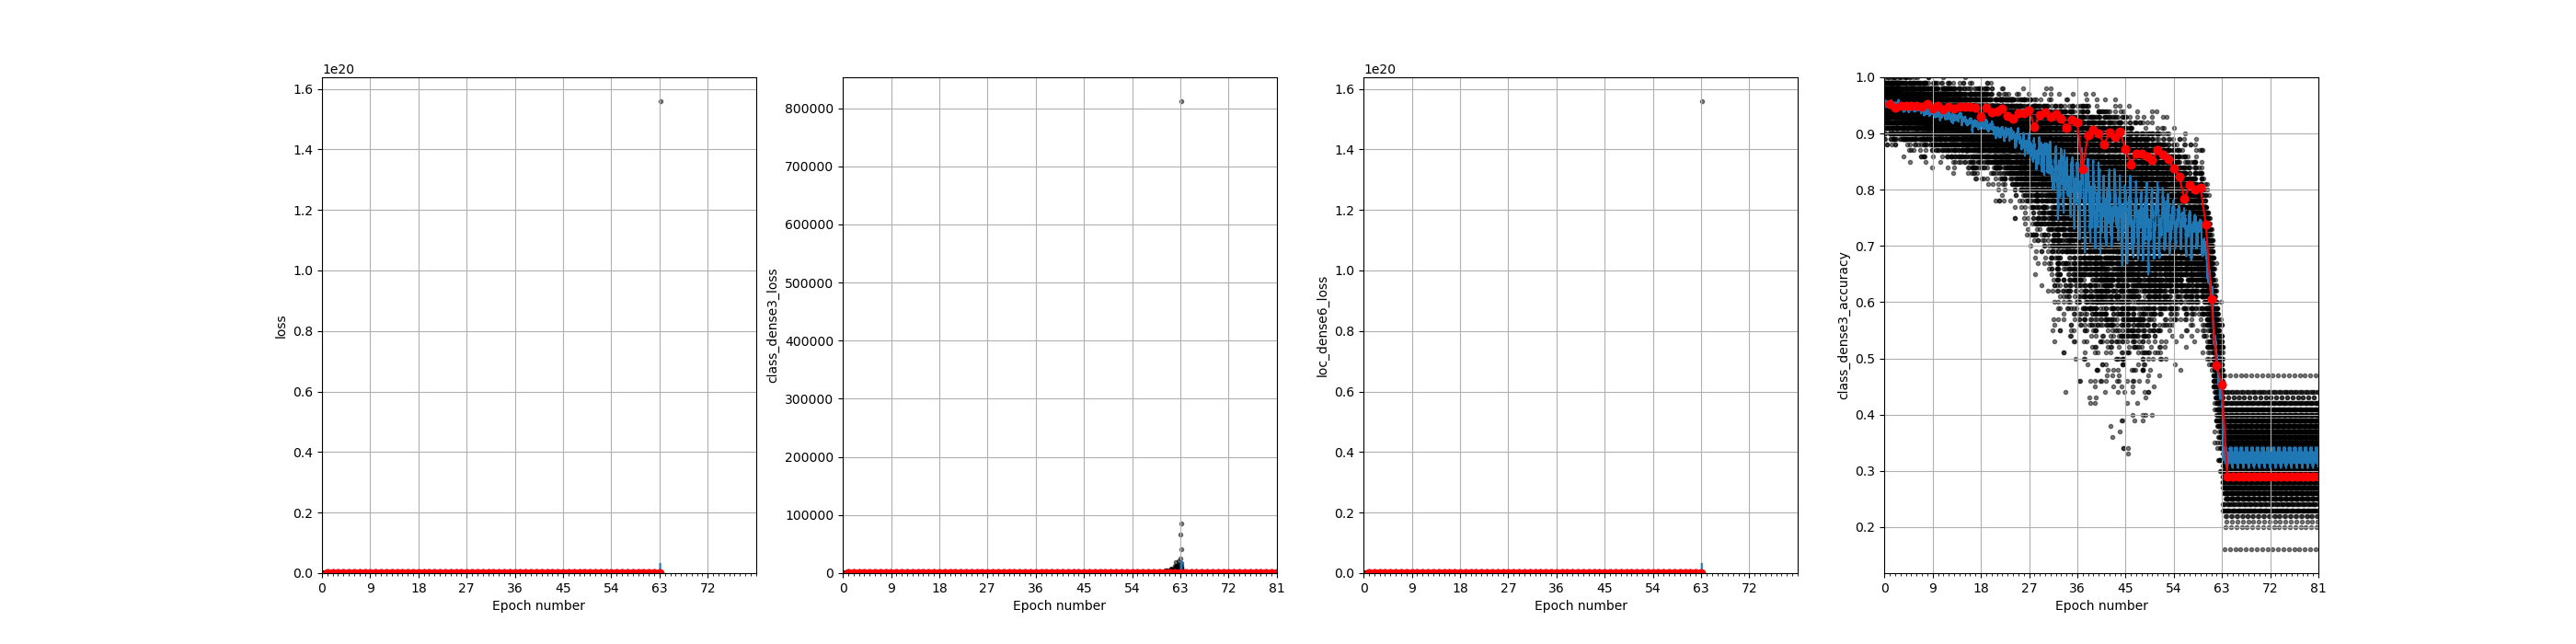 1e20
1.6
1.4
1.2
1.0
0.8
0.6
0.4
0.2
0.0
loss
0 9 18 27 36 45 54 63 72
Epoch number
800000
700000
600000
500000
400000
300000
200000
100000
0
class_dense3_loss
0 9 18 27 36 45 54 63 72 81
Epoch number
1e20
1.6
1.4
1.2
1.0
0.8
0.6
0.4
0.2
0.0
loc_dense6_loss
0 9 18 27 36 45 54 63 72
Epoch number
1.0
0.9
0.8
0.7
0.6
0.5
0.4
0.3
0.2
class_dense3_accuracy
0 9 18 27 36 45 54 63 72 81
Epoch number